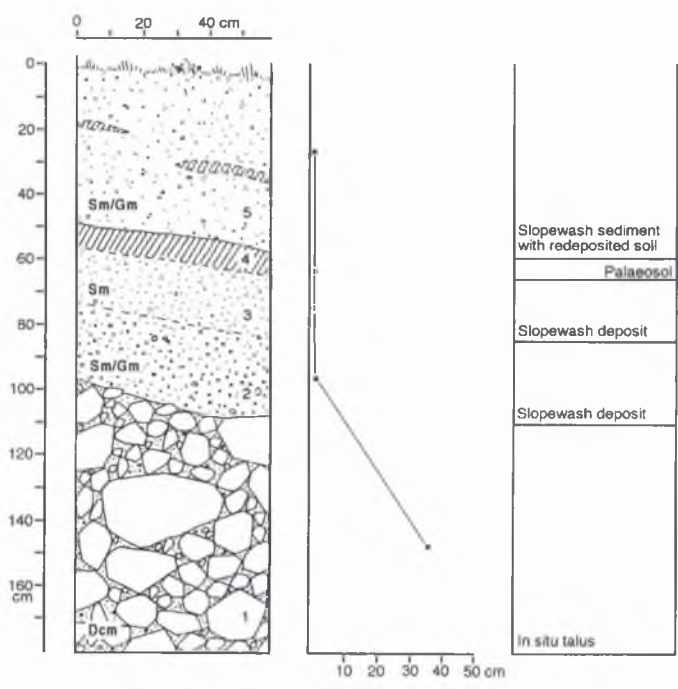 0 20 40 cm
0
20
40
60
80
100
120
140
160
cm
Sm/Gm
5
4
Sm
3
Sm/Gm
2
1
Dcm
10 20 30 40 50 cm
Slopewash sediment
with redeposited soil
Palaeosol
Slopewash deposit
Slopewash deposit
In situ talus